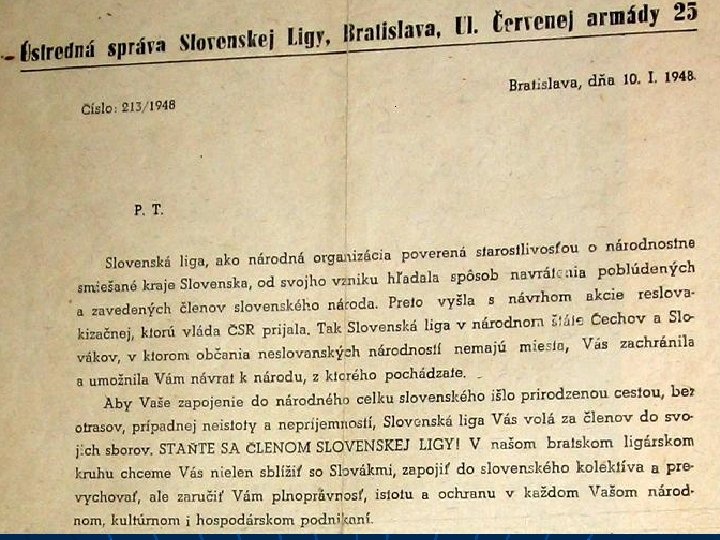 Ústredná správa Slovenskej Ligy, Bratislava, Ul. Červenej armády 25
Bratislava, dňa 10. I. 1948.
Číslo: 213/1948
P. T.
Slovenská liga, ako národná organizácia poverená starostlivosťou o národnostne
smiešané kraje Slovenska, od svojho vzniku hľadala spôsob navrátenia poblúdených
a zavedených členov slovenského národa. Preto vyšla s návrhom akcie reslova-
kizačnej, ktorú vláda ČSR prijala. Tak Slovenská liga v národnom štáte Čechov a Slo-
vákov, v ktorom občania neslovanských národností nemajú miesta, Vás zachránila
a umožnila Vám návrat k národu, z ktorého pochádzate.
Aby Vaše zapojenie do národného celku slovenského išlo prirodzenou cestou, bez
otrasov, prípadnej neistoty a nepríjemností, Slovenská liga Vás volá za členov do svo-
jich sborov. STAŇTE SA ČLENOM SLOVENSKEJ LIGY! V našom bratskom ligárskom
kruhu chceme Vás nielen sblížiť so Slovákmi, zapojiť do slovenského kolektíva a pre-
vychovať, ale zaručiť Vám plnoprávnosť, istotu a ochranu v každom Vašom národ-
nom, kultúrnom i hospodárskom podnikaní.